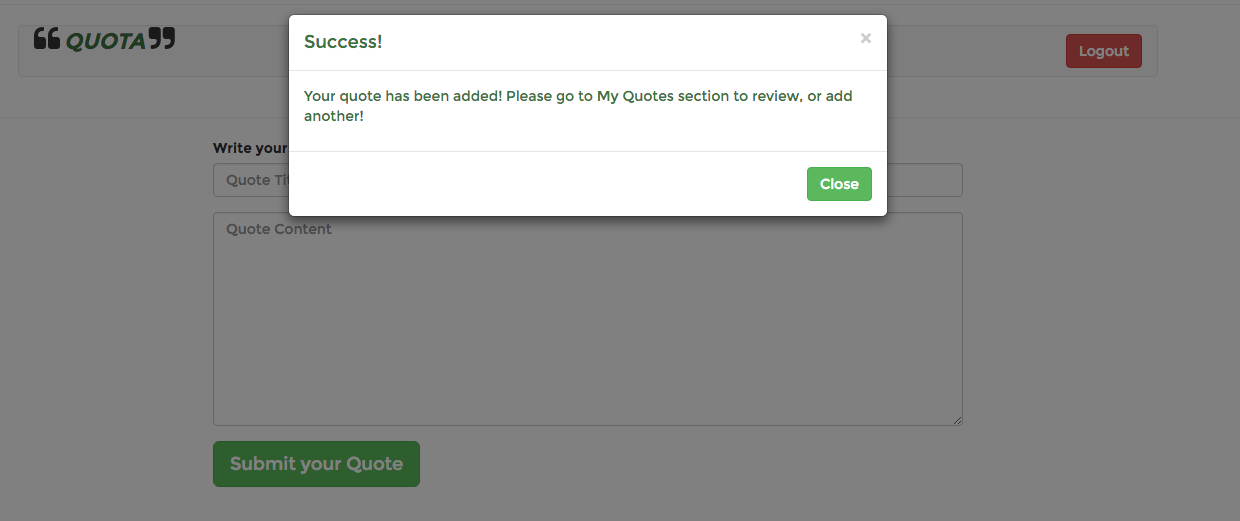 ❝ QUOTA ❞
Success!
×
Logout
Your quote has been added! Please go to My Quotes section to review, or add
another!
Write your
Close
Quote Tit
Quote Content
Submit your Quote